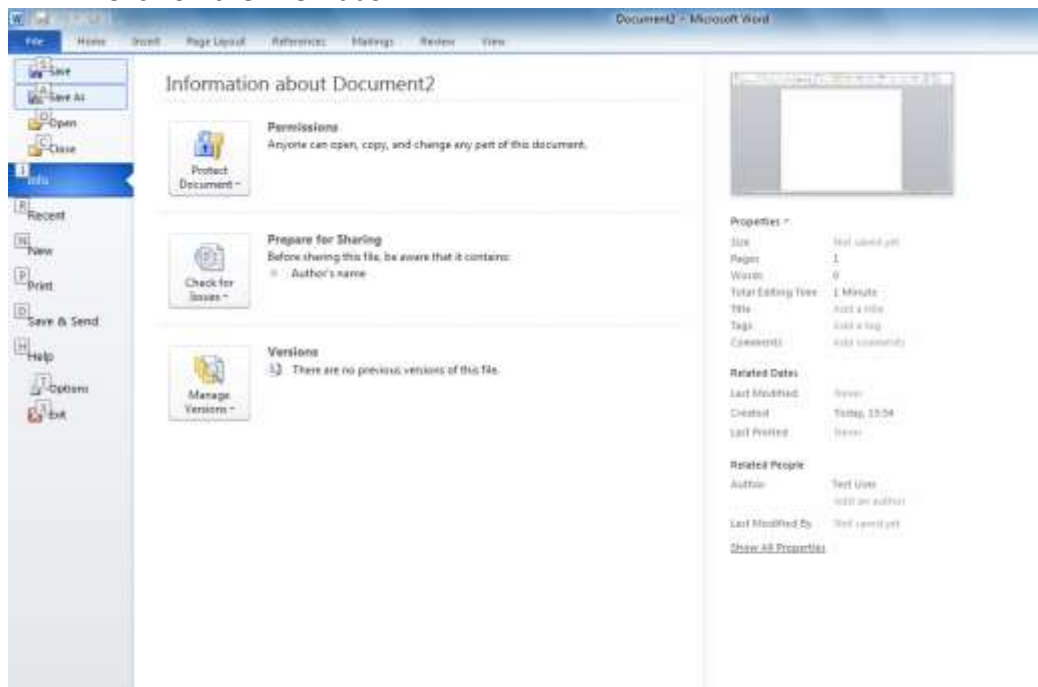 W
Document2 - Microsoft Word
File Home Insert Page Layout References Mailings Review View
S Save
A Save As
O Open
C Close
I Info
R Recent
N New
P Print
D Save & Send
H Help
T Options
X Exit
Information about Document2
Protect
Document
Permissions
Anyone can open, copy, and change any part of this document.
Check for
Issues
Prepare for Sharing
Before sharing this file, be aware that it contains:
Author's name
Manage
Versions
Versions
There are no previous versions of this file.
Properties
Size Not saved yet
Pages 1
Words 0
Total Editing Time 1 Minute
Title Add a title
Tags Add a tag
Comments Add comments
Related Dates
Last Modified Never
Created Today, 15:54
Last Printed Never
Related People
Author Test User
Add an author
Last Modified By Not saved yet
Show All Properties